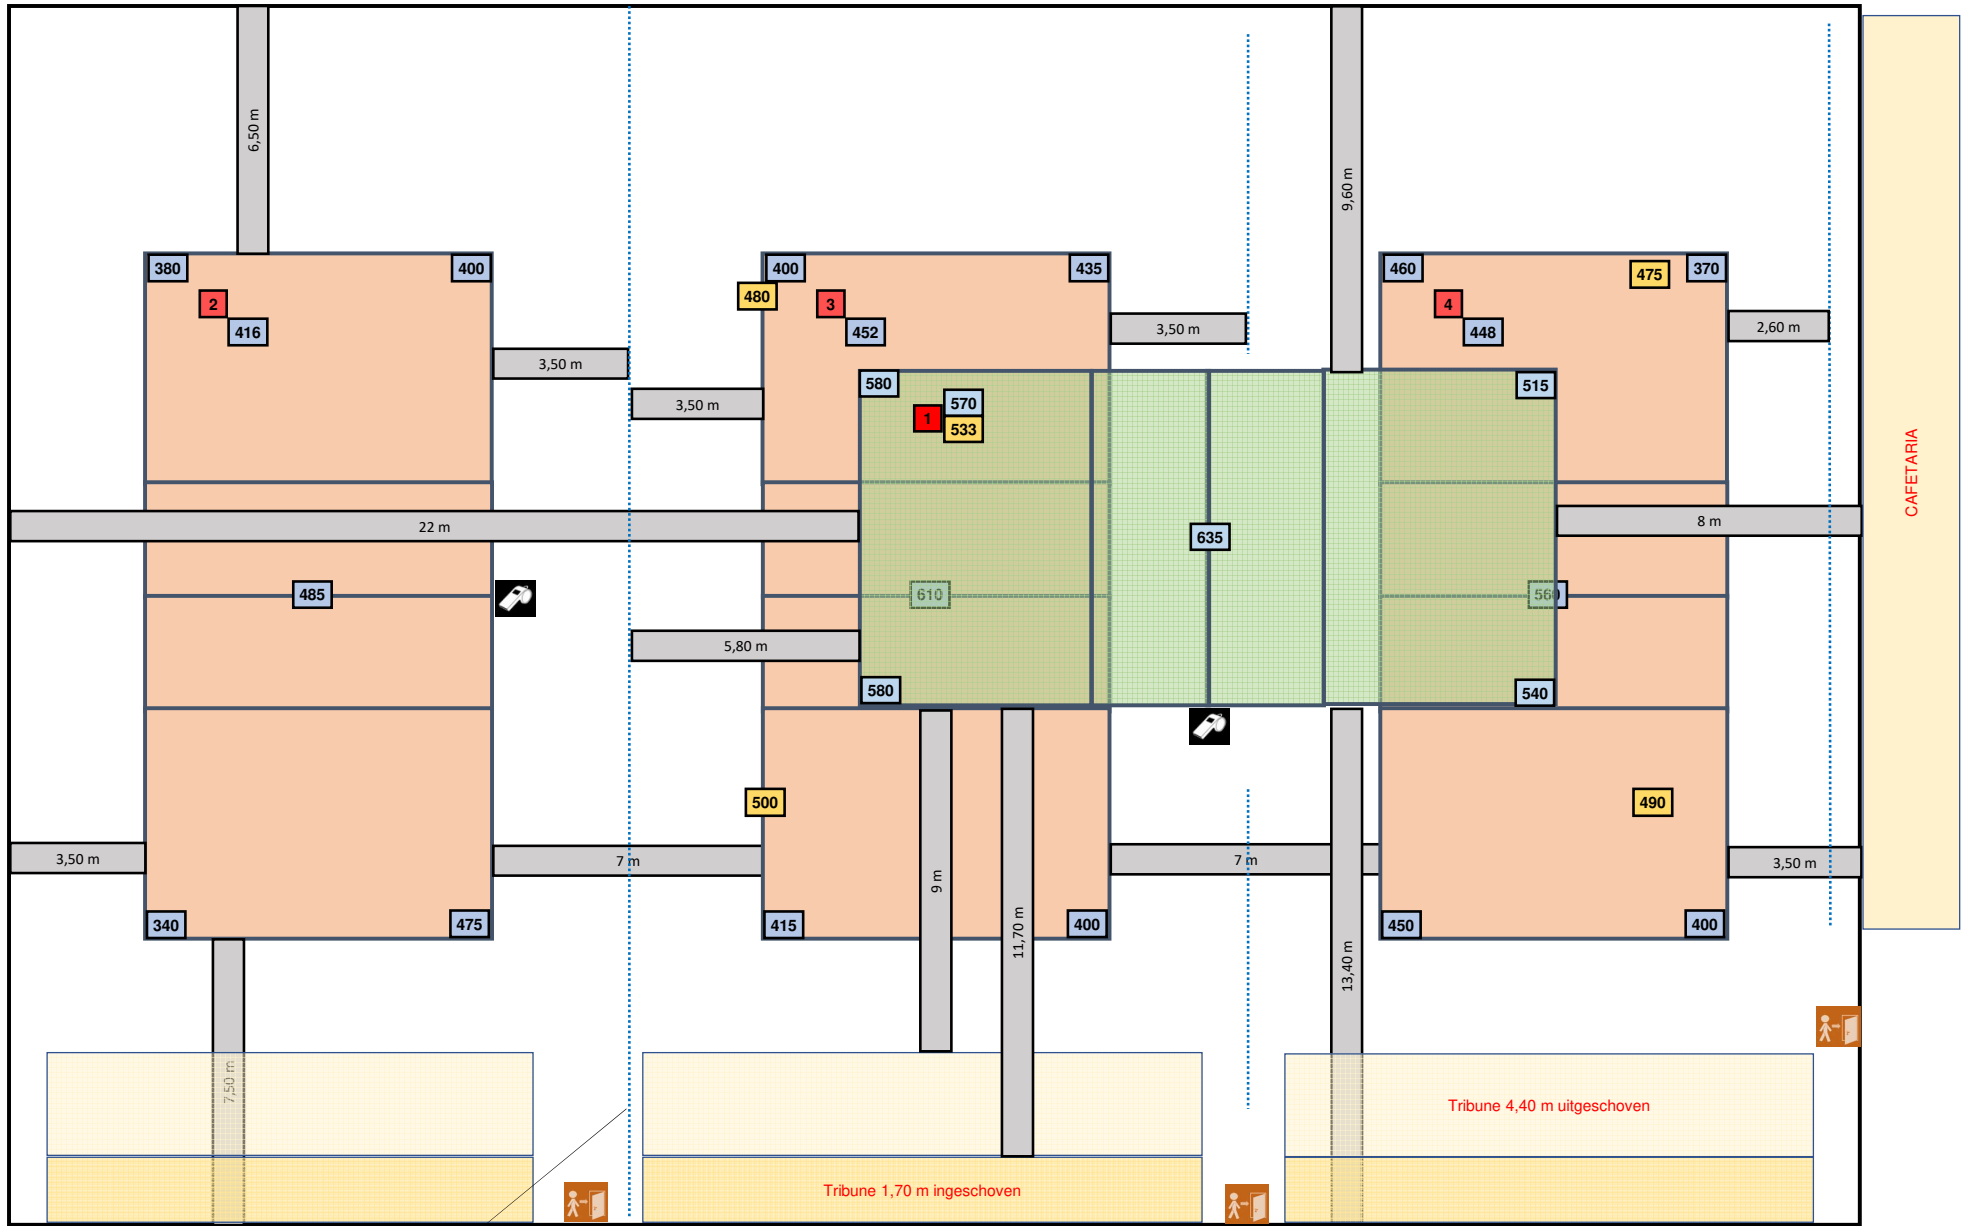 6,50 m
9,60 m
380
400
400
435
460
475
370
480
2
416
3
452
4
448
3,50 m
2,60 m
3,50 m
3,50 m
580
515
1
570
533
CAFETARIA
22 m
8 m
635
485
610
560
5,80 m
580
540
500
490
3,50 m
7 m
7 m
3,50 m
9 m
11,70 m
340
475
415
400
450
400
13,40 m
7,50 m
Tribune 4,40 m uitgeschoven
Tribune 1,70 m ingeschoven